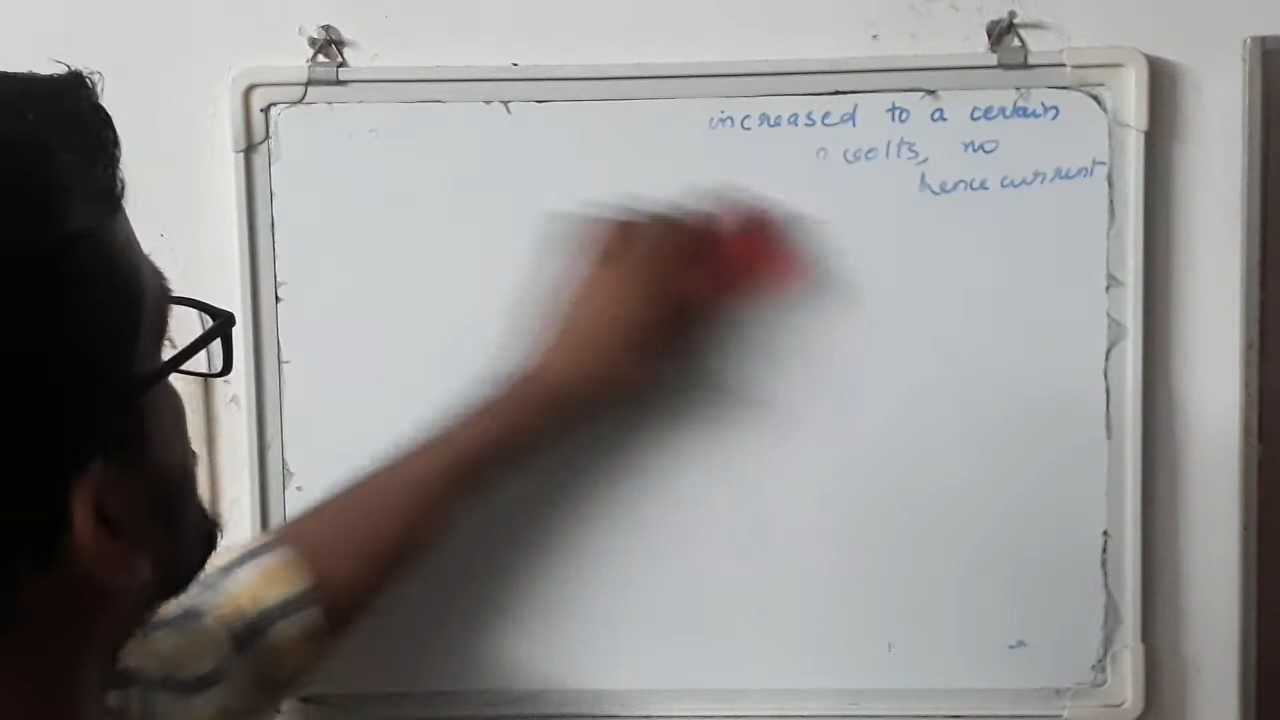 increased to a certain
volts, no
hence current